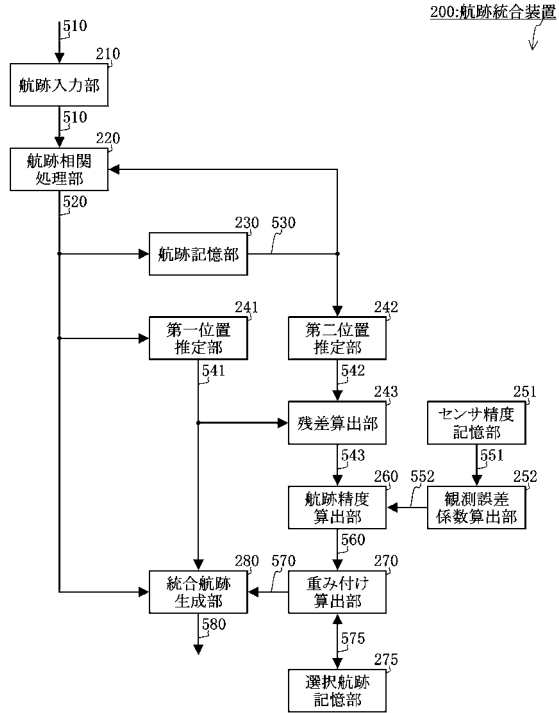 200:航跡統合装置
510
210
航跡入力部
510
220
航跡相関
処理部
520
230
530
航跡記憶部
241
第一位置
推定部
541
242
第二位置
推定部
542
243
残差算出部
543
251
センサ精度
記憶部
551
260
航跡精度
算出部
552
252
観測誤差
係数算出部
560
280
統合航跡
生成部
570
270
重み付け
算出部
580
575
275
選択航跡
記憶部